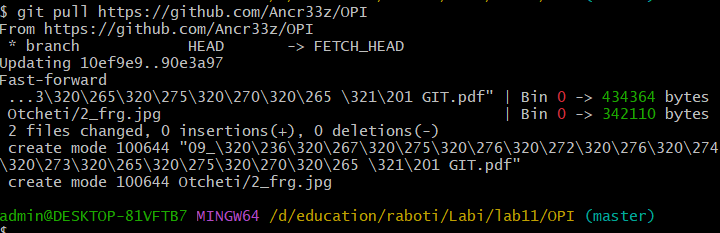 $ git pull https://github.com/Ancr33z/OPI
From https://github.com/Ancr33z/OPI
 * branch            HEAD       -> FETCH_HEAD
Updating 10ef9e9..90e3a97
Fast-forward
 ...3\320\265\320\275\320\270\320\265 \321\201 GIT.pdf" | Bin 0 -> 434364 bytes
 Otcheti/2_frg.jpg                                  | Bin 0 -> 342110 bytes
 2 files changed, 0 insertions(+), 0 deletions(-)
 create mode 100644 "09_\320\236\320\267\320\275\320\276\320\272\320\276\320\274
\320\273\320\265\320\275\320\270\320\265 \321\201 GIT.pdf"
 create mode 100644 Otcheti/2_frg.jpg
admin@DESKTOP-81VFTB7 MINGW64 /d/education/raboti/Labi/lab11/OPI (master)
$